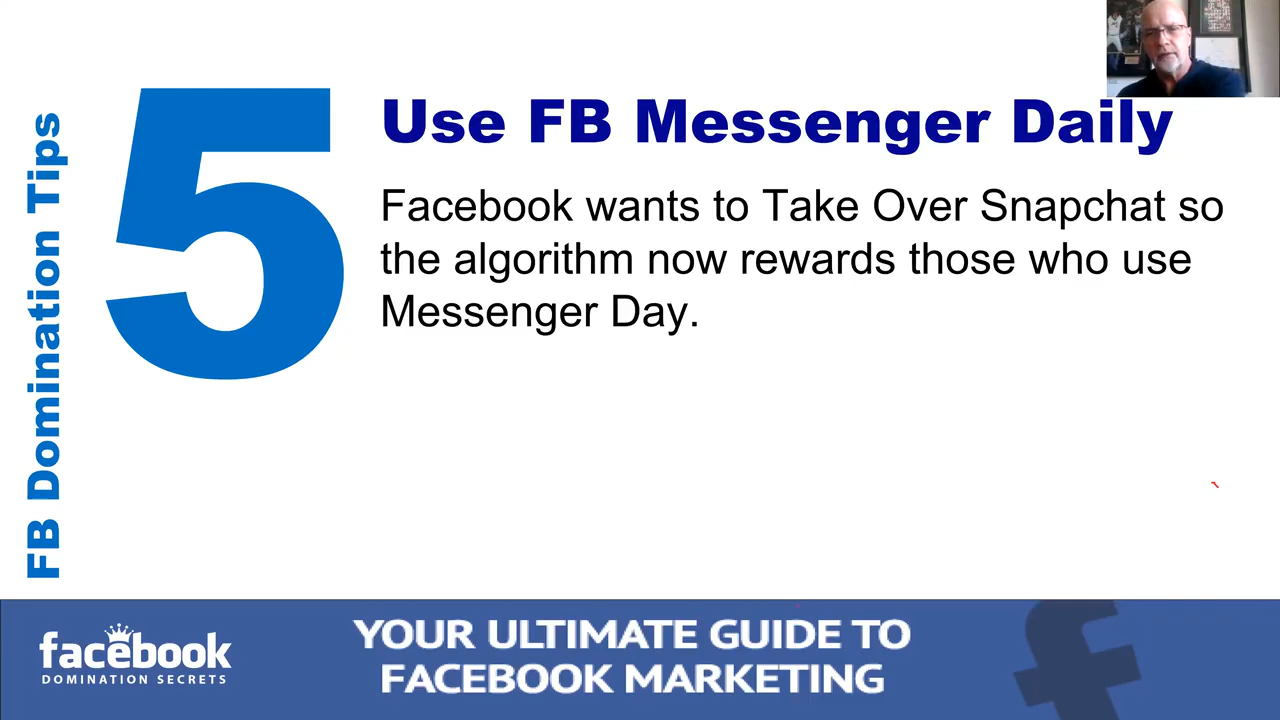 FB Domination Tips
5
Use FB Messenger Daily
Facebook wants to Take Over Snapchat so
the algorithm now rewards those who use
Messenger Day.
facebook
DOMINATION SECRETS
YOUR ULTIMATE GUIDE TO
FACEBOOK MARKETING
f